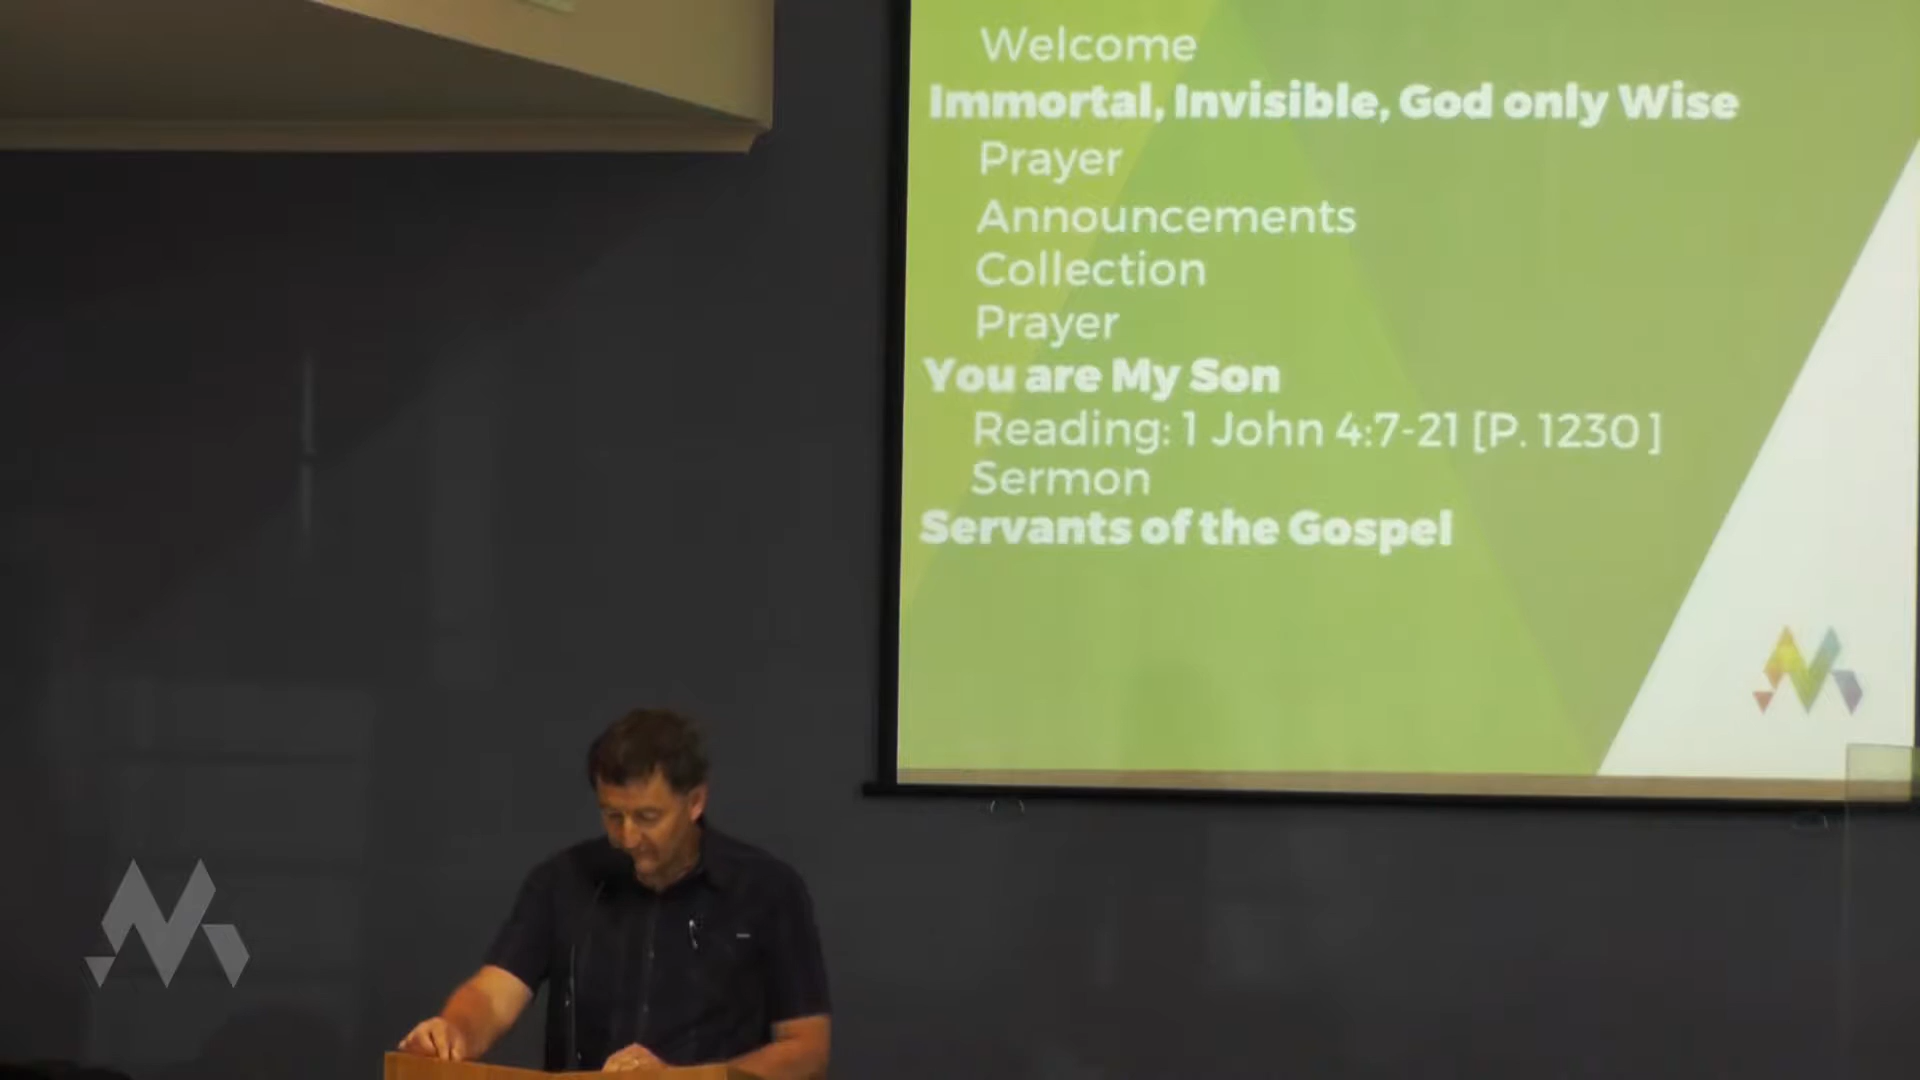 Welcome
Immortal, Invisible, God only Wise
Prayer
Announcements
Collection
Prayer
You are My Son
Reading: 1 John 4:7-21 [P. 1230 ]
Sermon
Servants of the Gospel